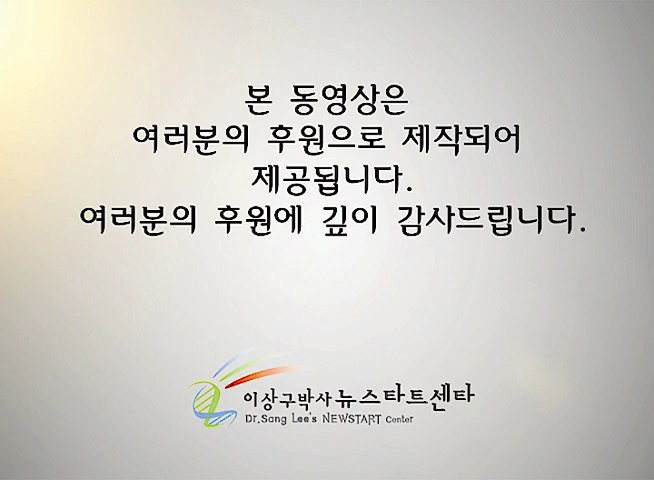 본 동영상은
여러분의 후원으로 제작되어
제공됩니다.
여러분의 후원에 깊이 감사드립니다.
이상구박사뉴스타트센타
Dr.Sang Lee's NEWSTART Center